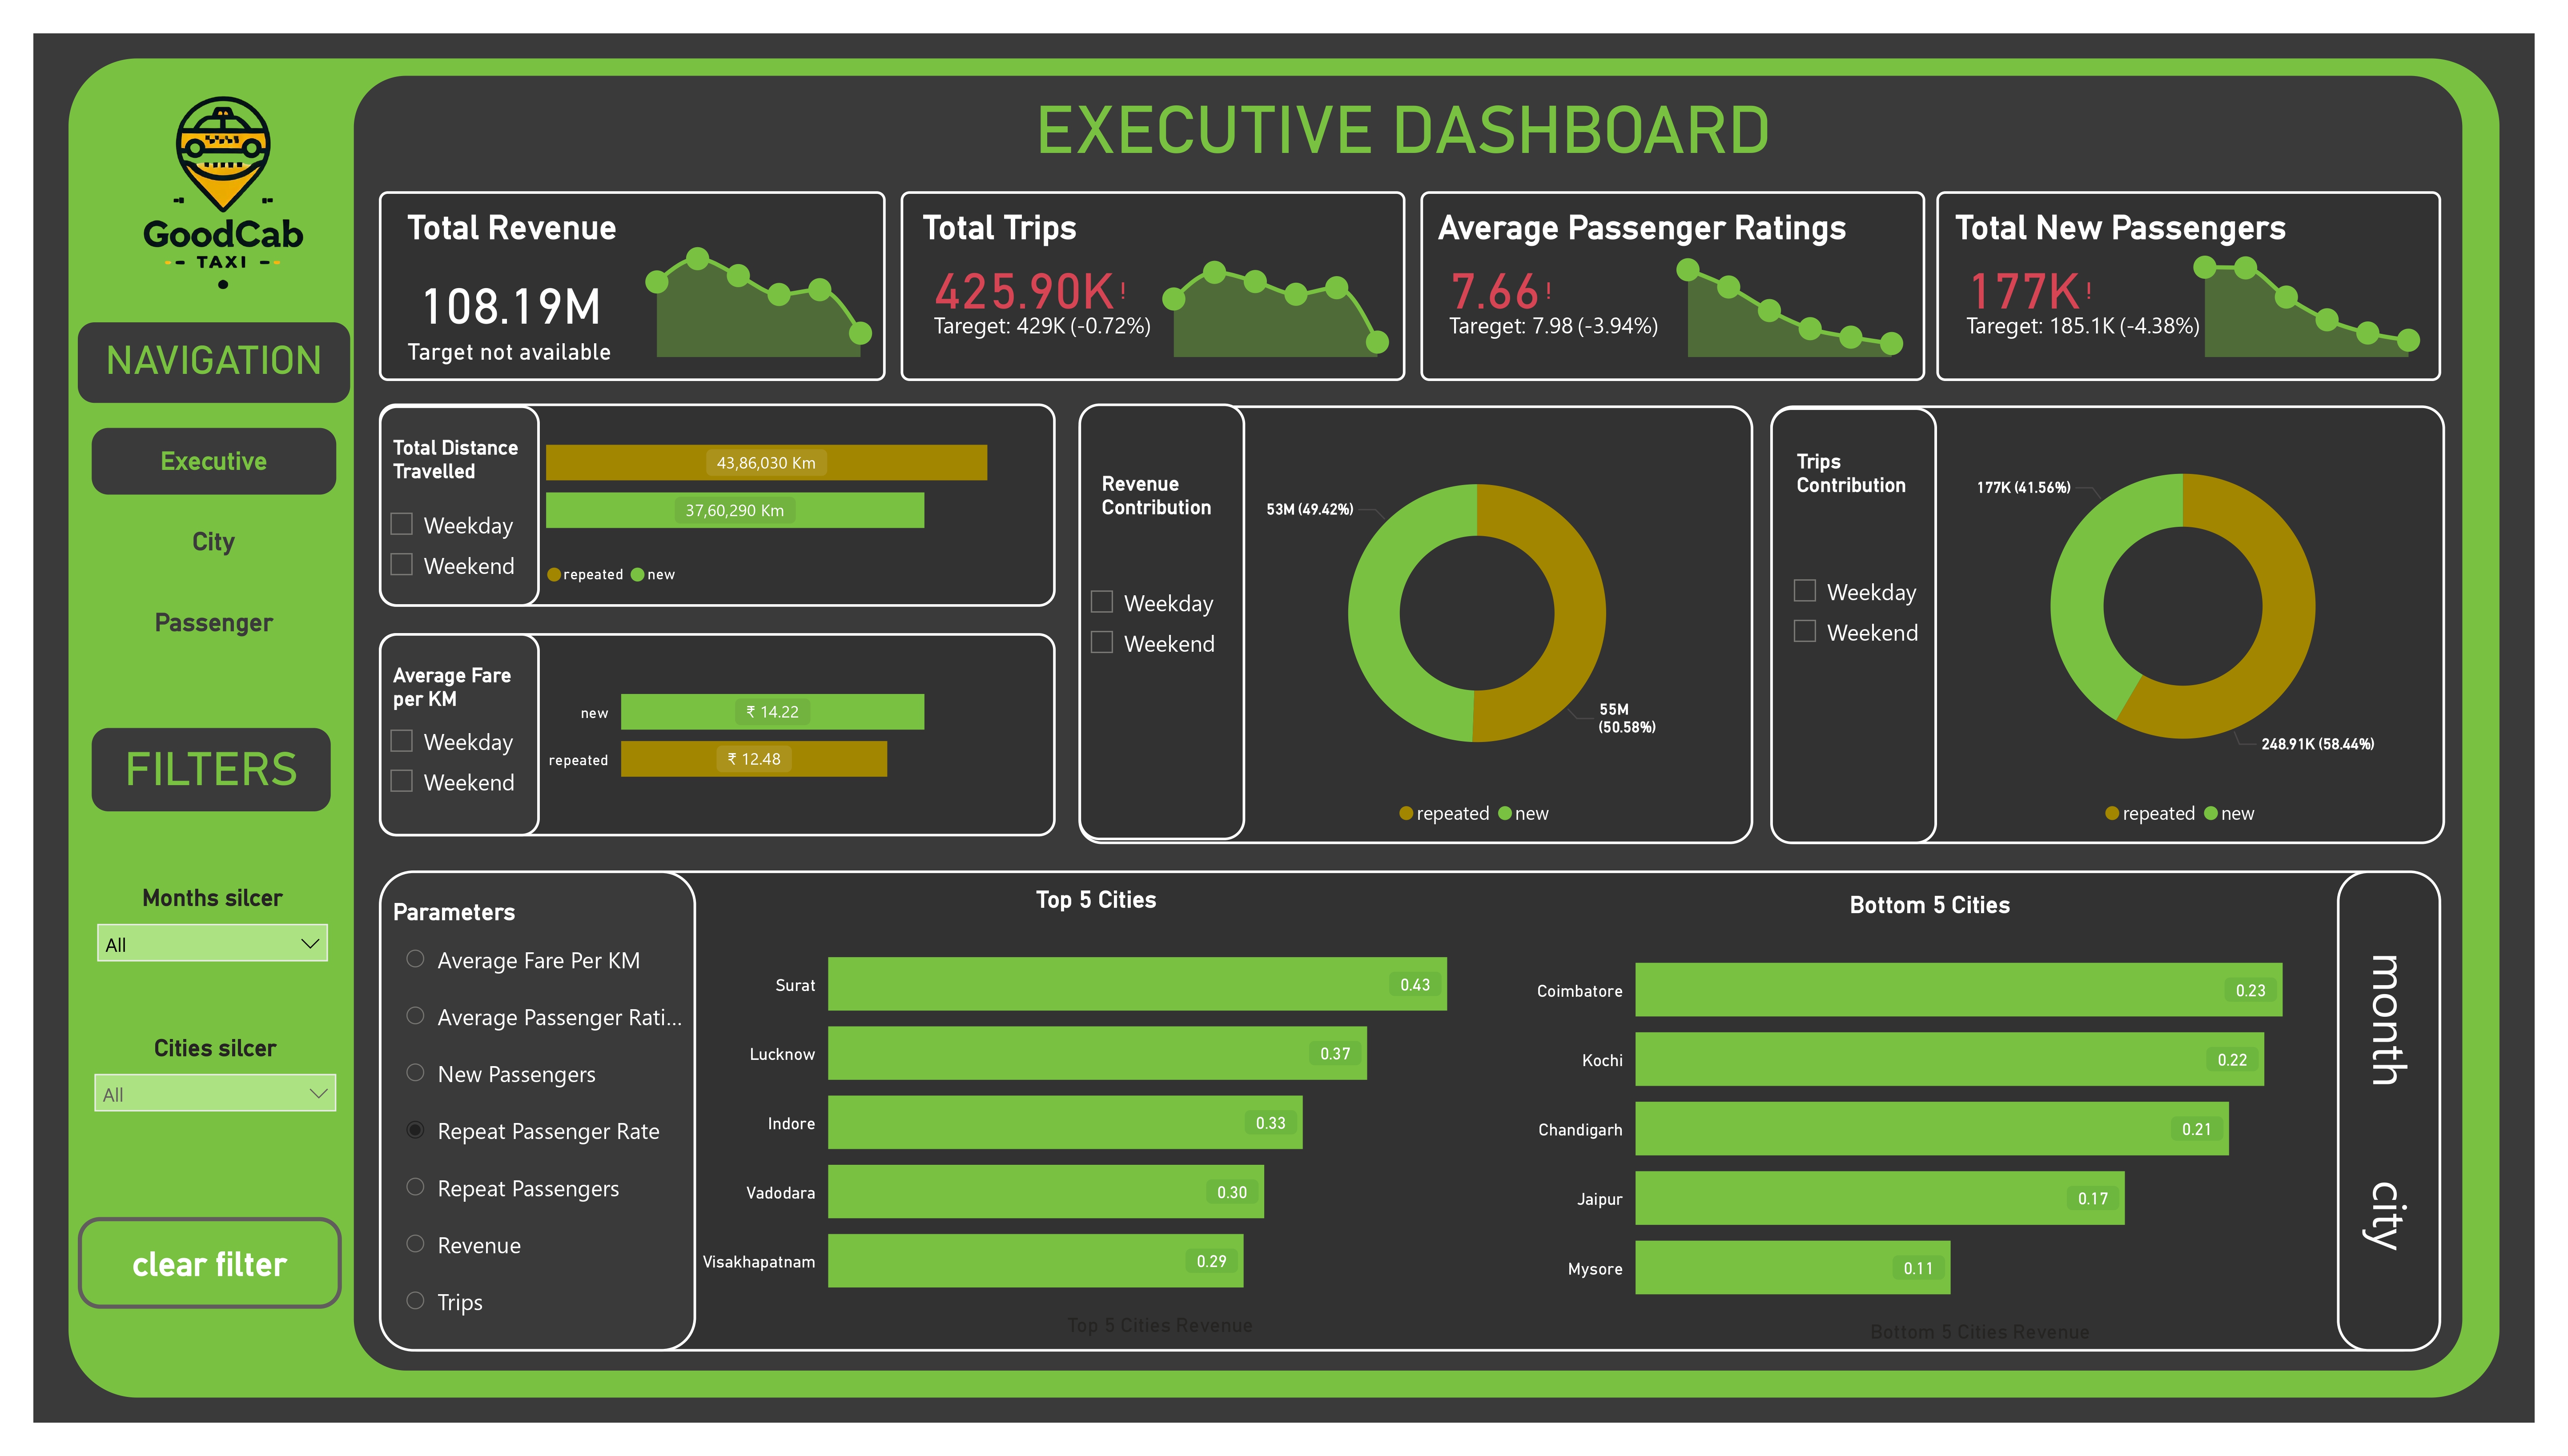 EXECUTIVE DASHBOARD
GoodCab
TAXI
NAVIGATION
Executive
City
Passenger
FILTERS
Months silcer
All
Cities silcer
All
clear filter
Total Revenue
108.19M
Target not available
Total Trips
425.90K!
Tareget: 429K (-0.72%)
Average Passenger Ratings
7.66!
Tareget: 7.98 (-3.94%)
Total New Passengers
177K!
Tareget: 185.1K (-4.38%)
Total Distance
Travelled
Weekday
Weekend
43,86,030 Km
37,60,290 Km
repeated new
Average Fare
per KM
Weekday
Weekend
new
₹ 14.22
repeated
₹ 12.48
Revenue
Contribution
Weekday
Weekend
53M (49.42%)
55M
(50.58%)
repeated new
Trips
Contribution
Weekday
Weekend
177K (41.56%)
248.91K (58.44%)
repeated new
Parameters
Average Fare Per KM
Average Passenger Rati...
New Passengers
Repeat Passenger Rate
Repeat Passengers
Revenue
Trips
Top 5 Cities
Surat 0.43
Lucknow 0.37
Indore 0.33
Vadodara 0.30
Visakhapatnam 0.29
Top 5 Cities Revenue
Bottom 5 Cities
Coimbatore 0.23
Kochi 0.22
Chandigarh 0.21
Jaipur 0.17
Mysore 0.11
Bottom 5 Cities Revenue
month
city